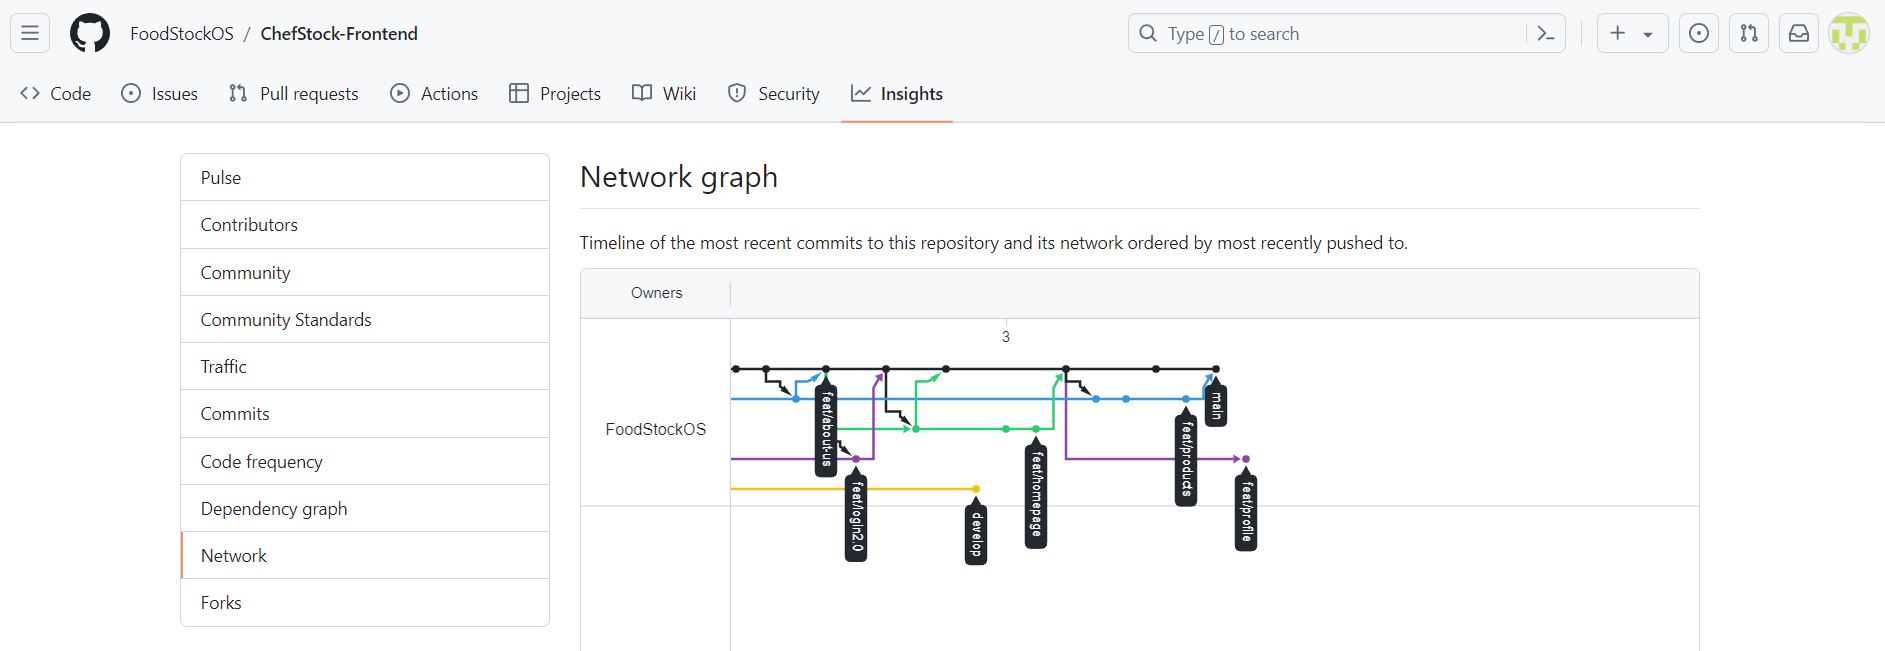 FoodStockOS / ChefStock-Frontend
Type / to search
Code
Issues
Pull requests
Actions
Projects
Wiki
Security
Insights
Pulse
Contributors
Community
Community Standards
Traffic
Commits
Code frequency
Dependency graph
Network
Forks
Network graph
Timeline of the most recent commits to this repository and its network ordered by most recently pushed to.
Owners
3
FoodStockOS
feat/about-us
feat/login2.0
develop
feat/homepage
feat/products
main
feat/profile